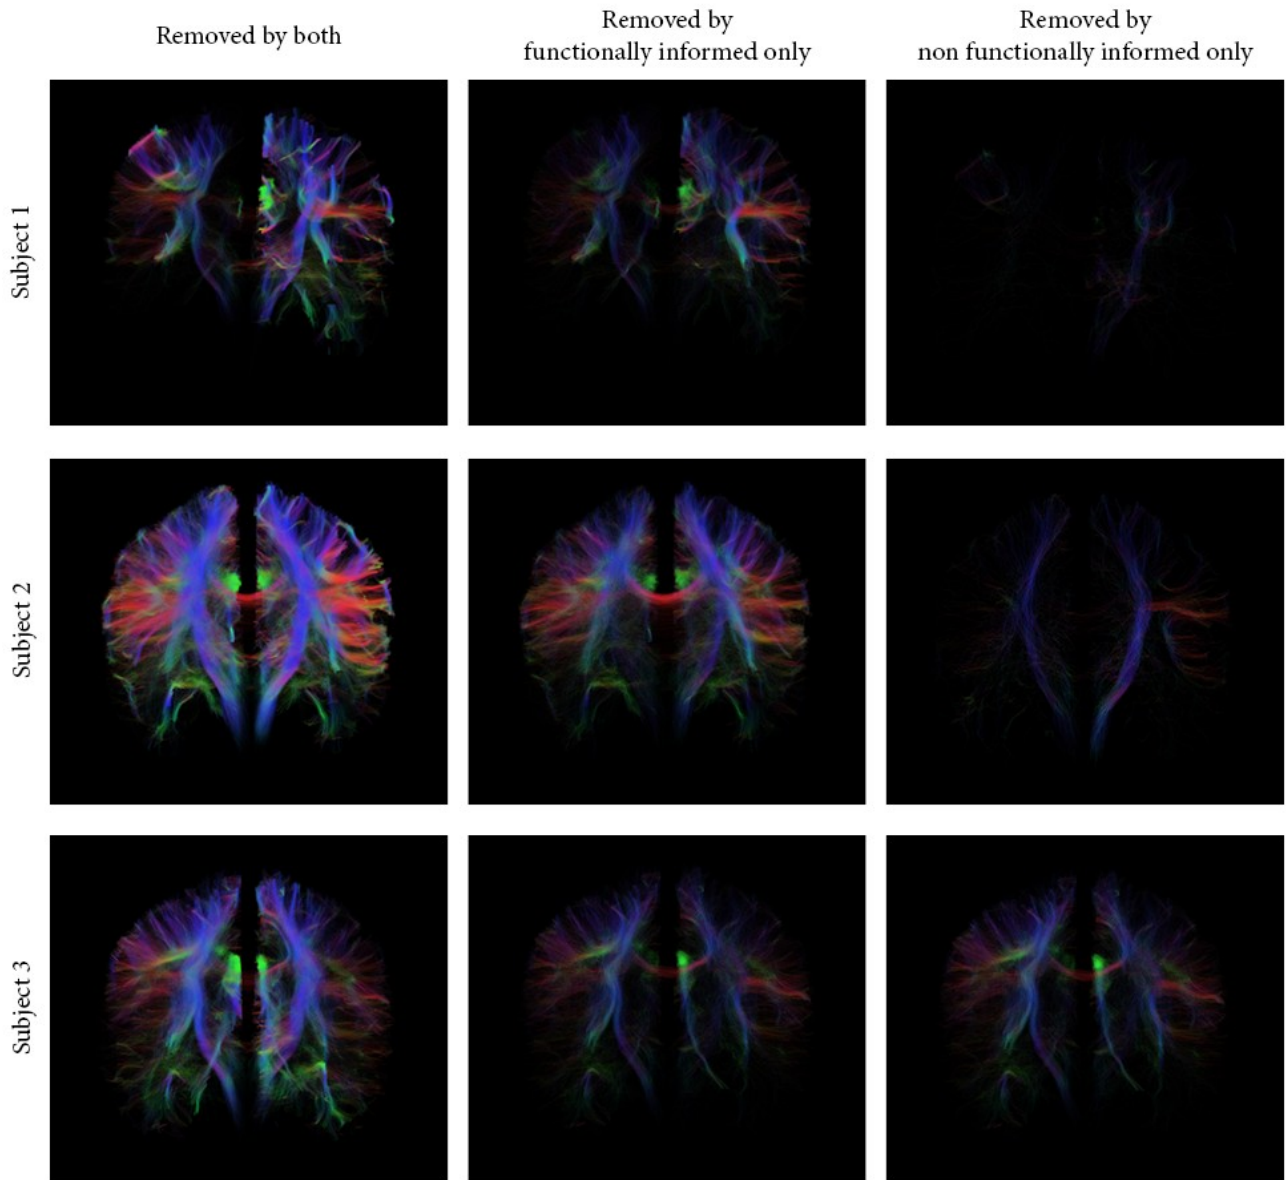 Removed by both
Removed by
functionally informed only
Removed by
non functionally informed only
Subject 1
Subject 2
Subject 3